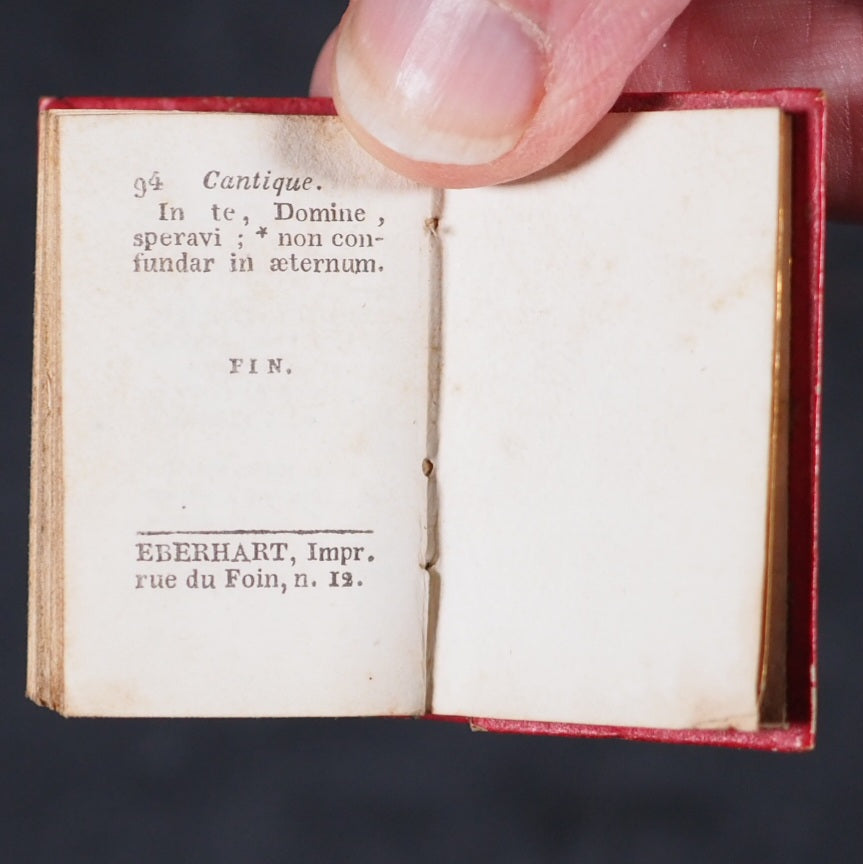 94 Cantique.
In te, Domine,
speravi ; * non con-
fundar in æternum.
FIN.
EBERHART, Impr.
rue du Foin, n. 12.